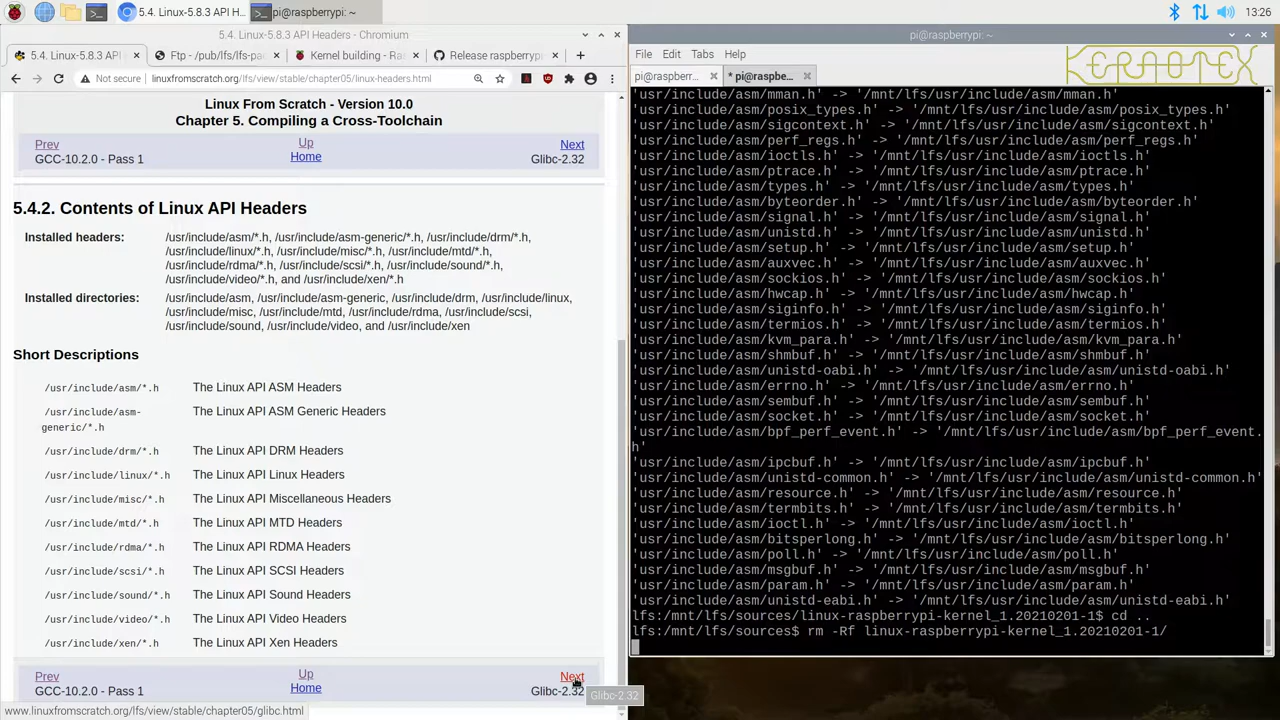 5.4. Linux-5.8.3 API H...
pi@raspberrypi: ~
13:26
5.4. Linux-5.8.3 API Headers - Chromium
5.4. Linux-5.8.3 API
Ftp - /pub/lfs/lfs-pa
Kernel building - Ra
Release raspberrypi
Not secure
linuxfromscratch.org/lfs/view/stable/chapter05/linux-headers.html
Linux From Scratch - Version 10.0
Chapter 5. Compiling a Cross-Toolchain
Prev
Up
Next
GCC-10.2.0 - Pass 1
Home
Glibc-2.32
5.4.2. Contents of Linux API Headers
Installed headers:
/usr/include/asm/*.h, /usr/include/asm-generic/*.h, /usr/include/drm/*.h,
/usr/include/linux/*.h, /usr/include/misc/*.h, /usr/include/mtd/*.h,
/usr/include/rdma/*.h, /usr/include/scsi/*.h, /usr/include/sound/*.h,
/usr/include/video/*.h, and /usr/include/xen/*.h
Installed directories:
/usr/include/asm, /usr/include/asm-generic, /usr/include/drm, /usr/include/linux,
/usr/include/misc, /usr/include/mtd, /usr/include/rdma, /usr/include/scsi,
/usr/include/sound, /usr/include/video, and /usr/include/xen
Short Descriptions
/usr/include/asm/*.h The Linux API ASM Headers
/usr/include/asm- The Linux API ASM Generic Headers
generic/*.h
/usr/include/drm/*.h The Linux API DRM Headers
/usr/include/linux/*.h The Linux API Linux Headers
/usr/include/misc/*.h The Linux API Miscellaneous Headers
/usr/include/mtd/*.h The Linux API MTD Headers
/usr/include/rdma/*.h The Linux API RDMA Headers
/usr/include/scsi/*.h The Linux API SCSI Headers
/usr/include/sound/*.h The Linux API Sound Headers
/usr/include/video/*.h The Linux API Video Headers
/usr/include/xen/*.h The Linux API Xen Headers
Prev
Up
Next
GCC-10.2.0 - Pass 1
Home
Glibc-2.32
Glibc-2.32
www.linuxfromscratch.org/lfs/view/stable/chapter05/glibc.html
pi@raspberrypi: ~
File Edit Tabs Help
pi@raspberr...
* pi@raspbe...
KERAOTEX
'usr/include/asm/mman.h' -> '/mnt/lfs/usr/include/asm/mman.h'
'usr/include/asm/posix_types.h' -> '/mnt/lfs/usr/include/asm/posix_types.h'
'usr/include/asm/sigcontext.h' -> '/mnt/lfs/usr/include/asm/sigcontext.h'
'usr/include/asm/perf_regs.h' -> '/mnt/lfs/usr/include/asm/perf_regs.h'
'usr/include/asm/ioctls.h' -> '/mnt/lfs/usr/include/asm/ioctls.h'
'usr/include/asm/ptrace.h' -> '/mnt/lfs/usr/include/asm/ptrace.h'
'usr/include/asm/types.h' -> '/mnt/lfs/usr/include/asm/types.h'
'usr/include/asm/byteorder.h' -> '/mnt/lfs/usr/include/asm/byteorder.h'
'usr/include/asm/signal.h' -> '/mnt/lfs/usr/include/asm/signal.h'
'usr/include/asm/unistd.h' -> '/mnt/lfs/usr/include/asm/unistd.h'
'usr/include/asm/setup.h' -> '/mnt/lfs/usr/include/asm/setup.h'
'usr/include/asm/auxvec.h' -> '/mnt/lfs/usr/include/asm/auxvec.h'
'usr/include/asm/sockios.h' -> '/mnt/lfs/usr/include/asm/sockios.h'
'usr/include/asm/hwcap.h' -> '/mnt/lfs/usr/include/asm/hwcap.h'
'usr/include/asm/siginfo.h' -> '/mnt/lfs/usr/include/asm/siginfo.h'
'usr/include/asm/termios.h' -> '/mnt/lfs/usr/include/asm/termios.h'
'usr/include/asm/kvm_para.h' -> '/mnt/lfs/usr/include/asm/kvm_para.h'
'usr/include/asm/shmbuf.h' -> '/mnt/lfs/usr/include/asm/shmbuf.h'
'usr/include/asm/unistd-oabi.h' -> '/mnt/lfs/usr/include/asm/unistd-oabi.h'
'usr/include/asm/errno.h' -> '/mnt/lfs/usr/include/asm/errno.h'
'usr/include/asm/sembuf.h' -> '/mnt/lfs/usr/include/asm/sembuf.h'
'usr/include/asm/socket.h' -> '/mnt/lfs/usr/include/asm/socket.h'
'usr/include/asm/bpf_perf_event.h' -> '/mnt/lfs/usr/include/asm/bpf_perf_event.
h'
'usr/include/asm/ipcbuf.h' -> '/mnt/lfs/usr/include/asm/ipcbuf.h'
'usr/include/asm/unistd-common.h' -> '/mnt/lfs/usr/include/asm/unistd-common.h'
'usr/include/asm/resource.h' -> '/mnt/lfs/usr/include/asm/resource.h'
'usr/include/asm/termbits.h' -> '/mnt/lfs/usr/include/asm/termbits.h'
'usr/include/asm/ioctl.h' -> '/mnt/lfs/usr/include/asm/ioctl.h'
'usr/include/asm/bitsperlong.h' -> '/mnt/lfs/usr/include/asm/bitsperlong.h'
'usr/include/asm/poll.h' -> '/mnt/lfs/usr/include/asm/poll.h'
'usr/include/asm/msgbuf.h' -> '/mnt/lfs/usr/include/asm/msgbuf.h'
'usr/include/asm/param.h' -> '/mnt/lfs/usr/include/asm/param.h'
'usr/include/asm/unistd-eabi.h' -> '/mnt/lfs/usr/include/asm/unistd-eabi.h'
lfs:/mnt/lfs/sources/linux-raspberrypi-kernel_1.20210201-1$ cd ..
lfs:/mnt/lfs/sources$ rm -Rf linux-raspberrypi-kernel_1.20210201-1/